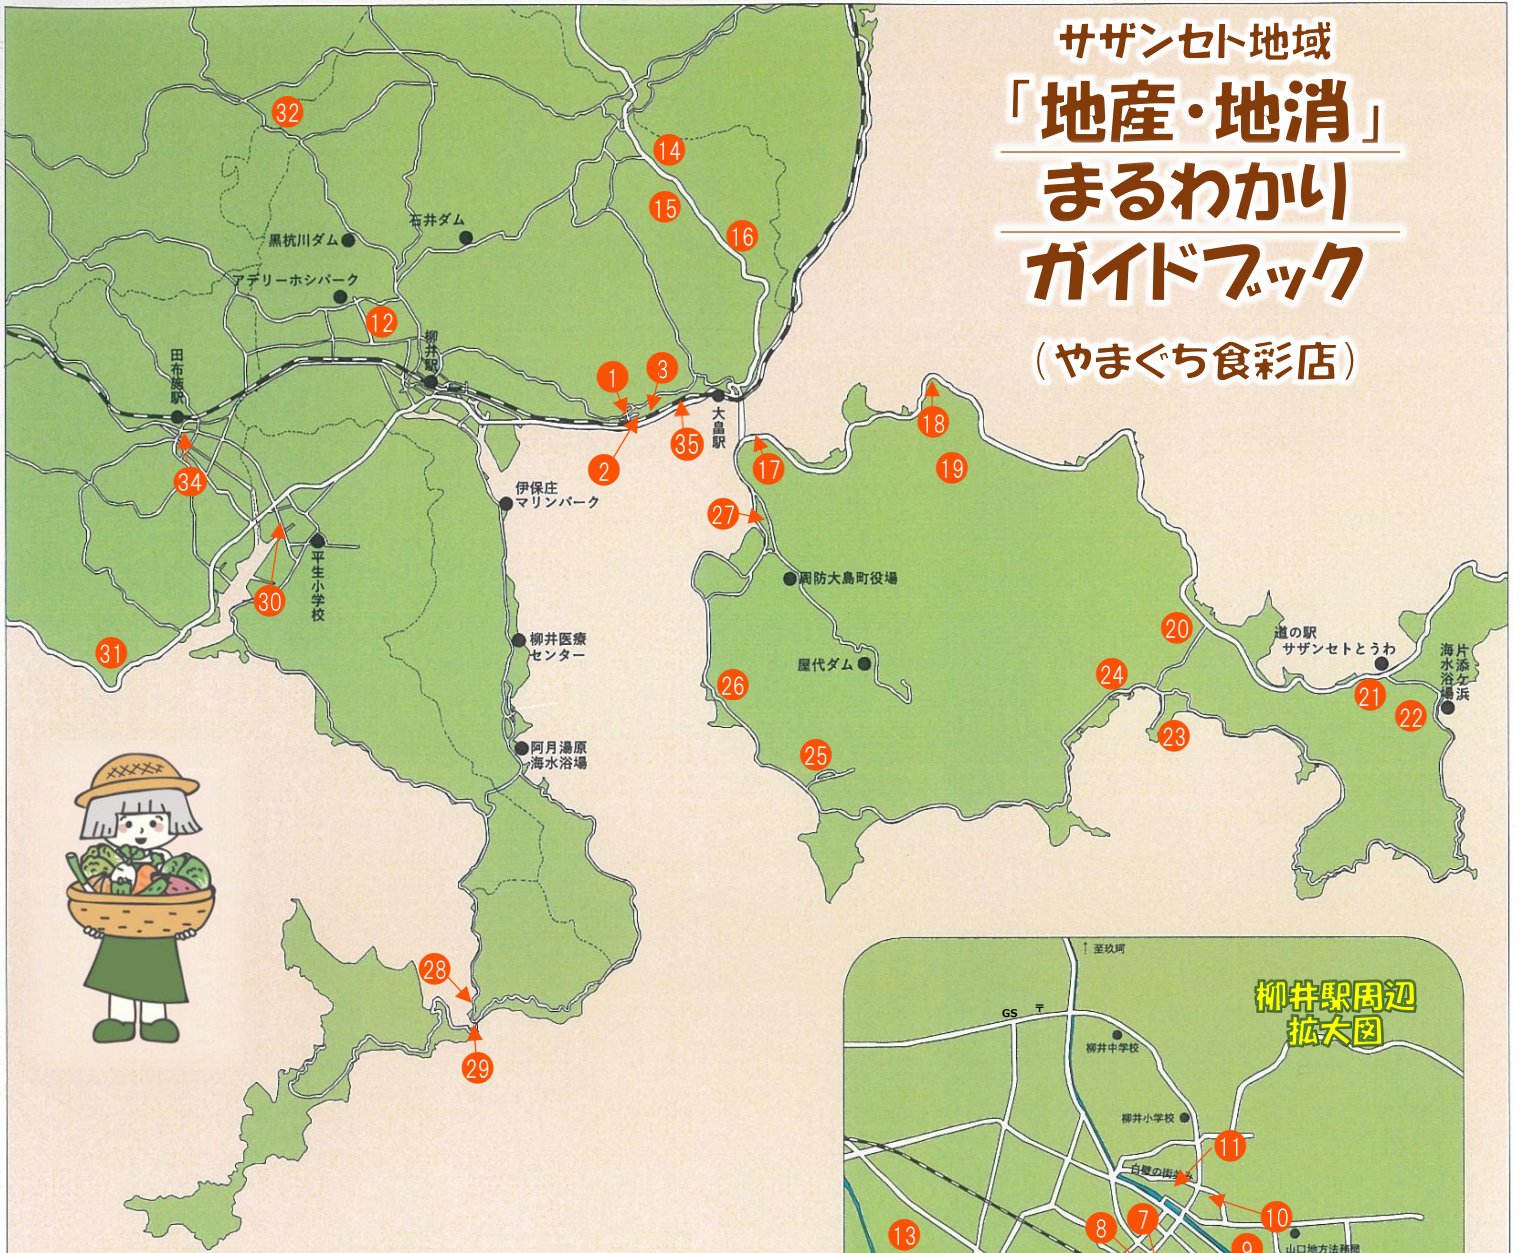 サザンセト地域
「地産・地消」
まるわかり
ガイドブック
（やまぐち食彩店）
32
14
15
16
石井ダム
黒杭川ダム
アデリーホシパーク
12
柳井駅
田布施駅
1
3
2
35
大畠駅
34
17
18
19
27
伊保庄
マリンパーク
30
平生小学校
周防大島町役場
31
柳井医療
センター
屋代ダム
20
道の駅
サザンセトとうわ
片添ケ浜
海水浴場
26
24
21
22
23
25
阿月湯原
海水浴場
28
29
↑至玖珂
柳井駅周辺
拡大図
GS
〒
柳井中学校
柳井小学校
11
白壁の街並み
10
8
7
13
9
山口地方法務局